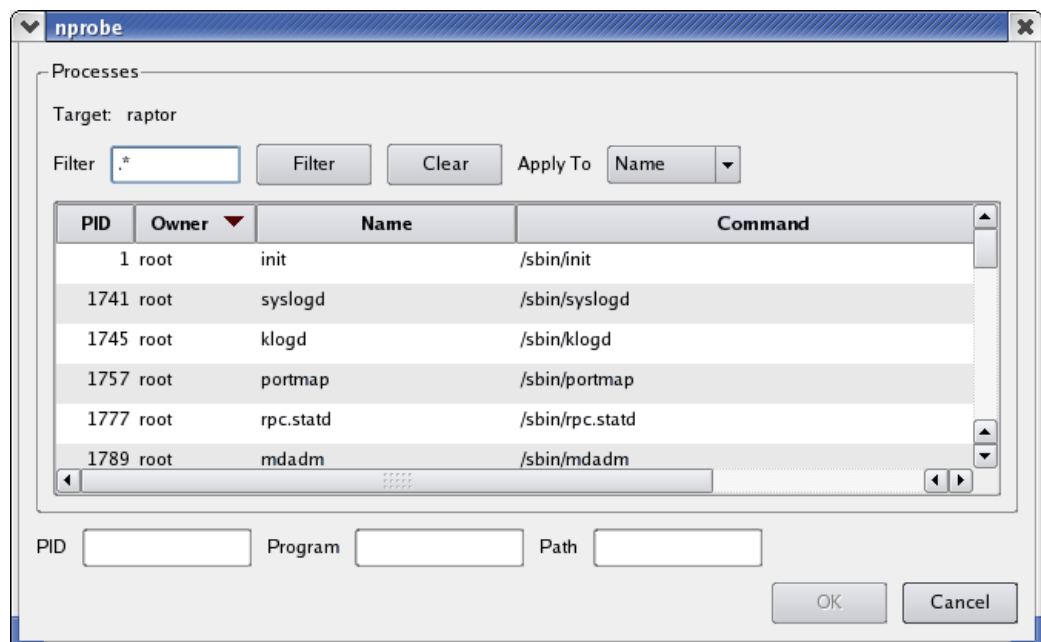 nprobe
Processes
Target: raptor
Filter .* Filter Clear Apply To Name
PID Owner Name Command
1 root init /sbin/init
1741 root syslogd /sbin/syslogd
1745 root klogd /sbin/klogd
1757 root portmap /sbin/portmap
1777 root rpc.statd /sbin/rpc.statd
1789 root mdadm /sbin/mdadm
PID Program Path
OK Cancel